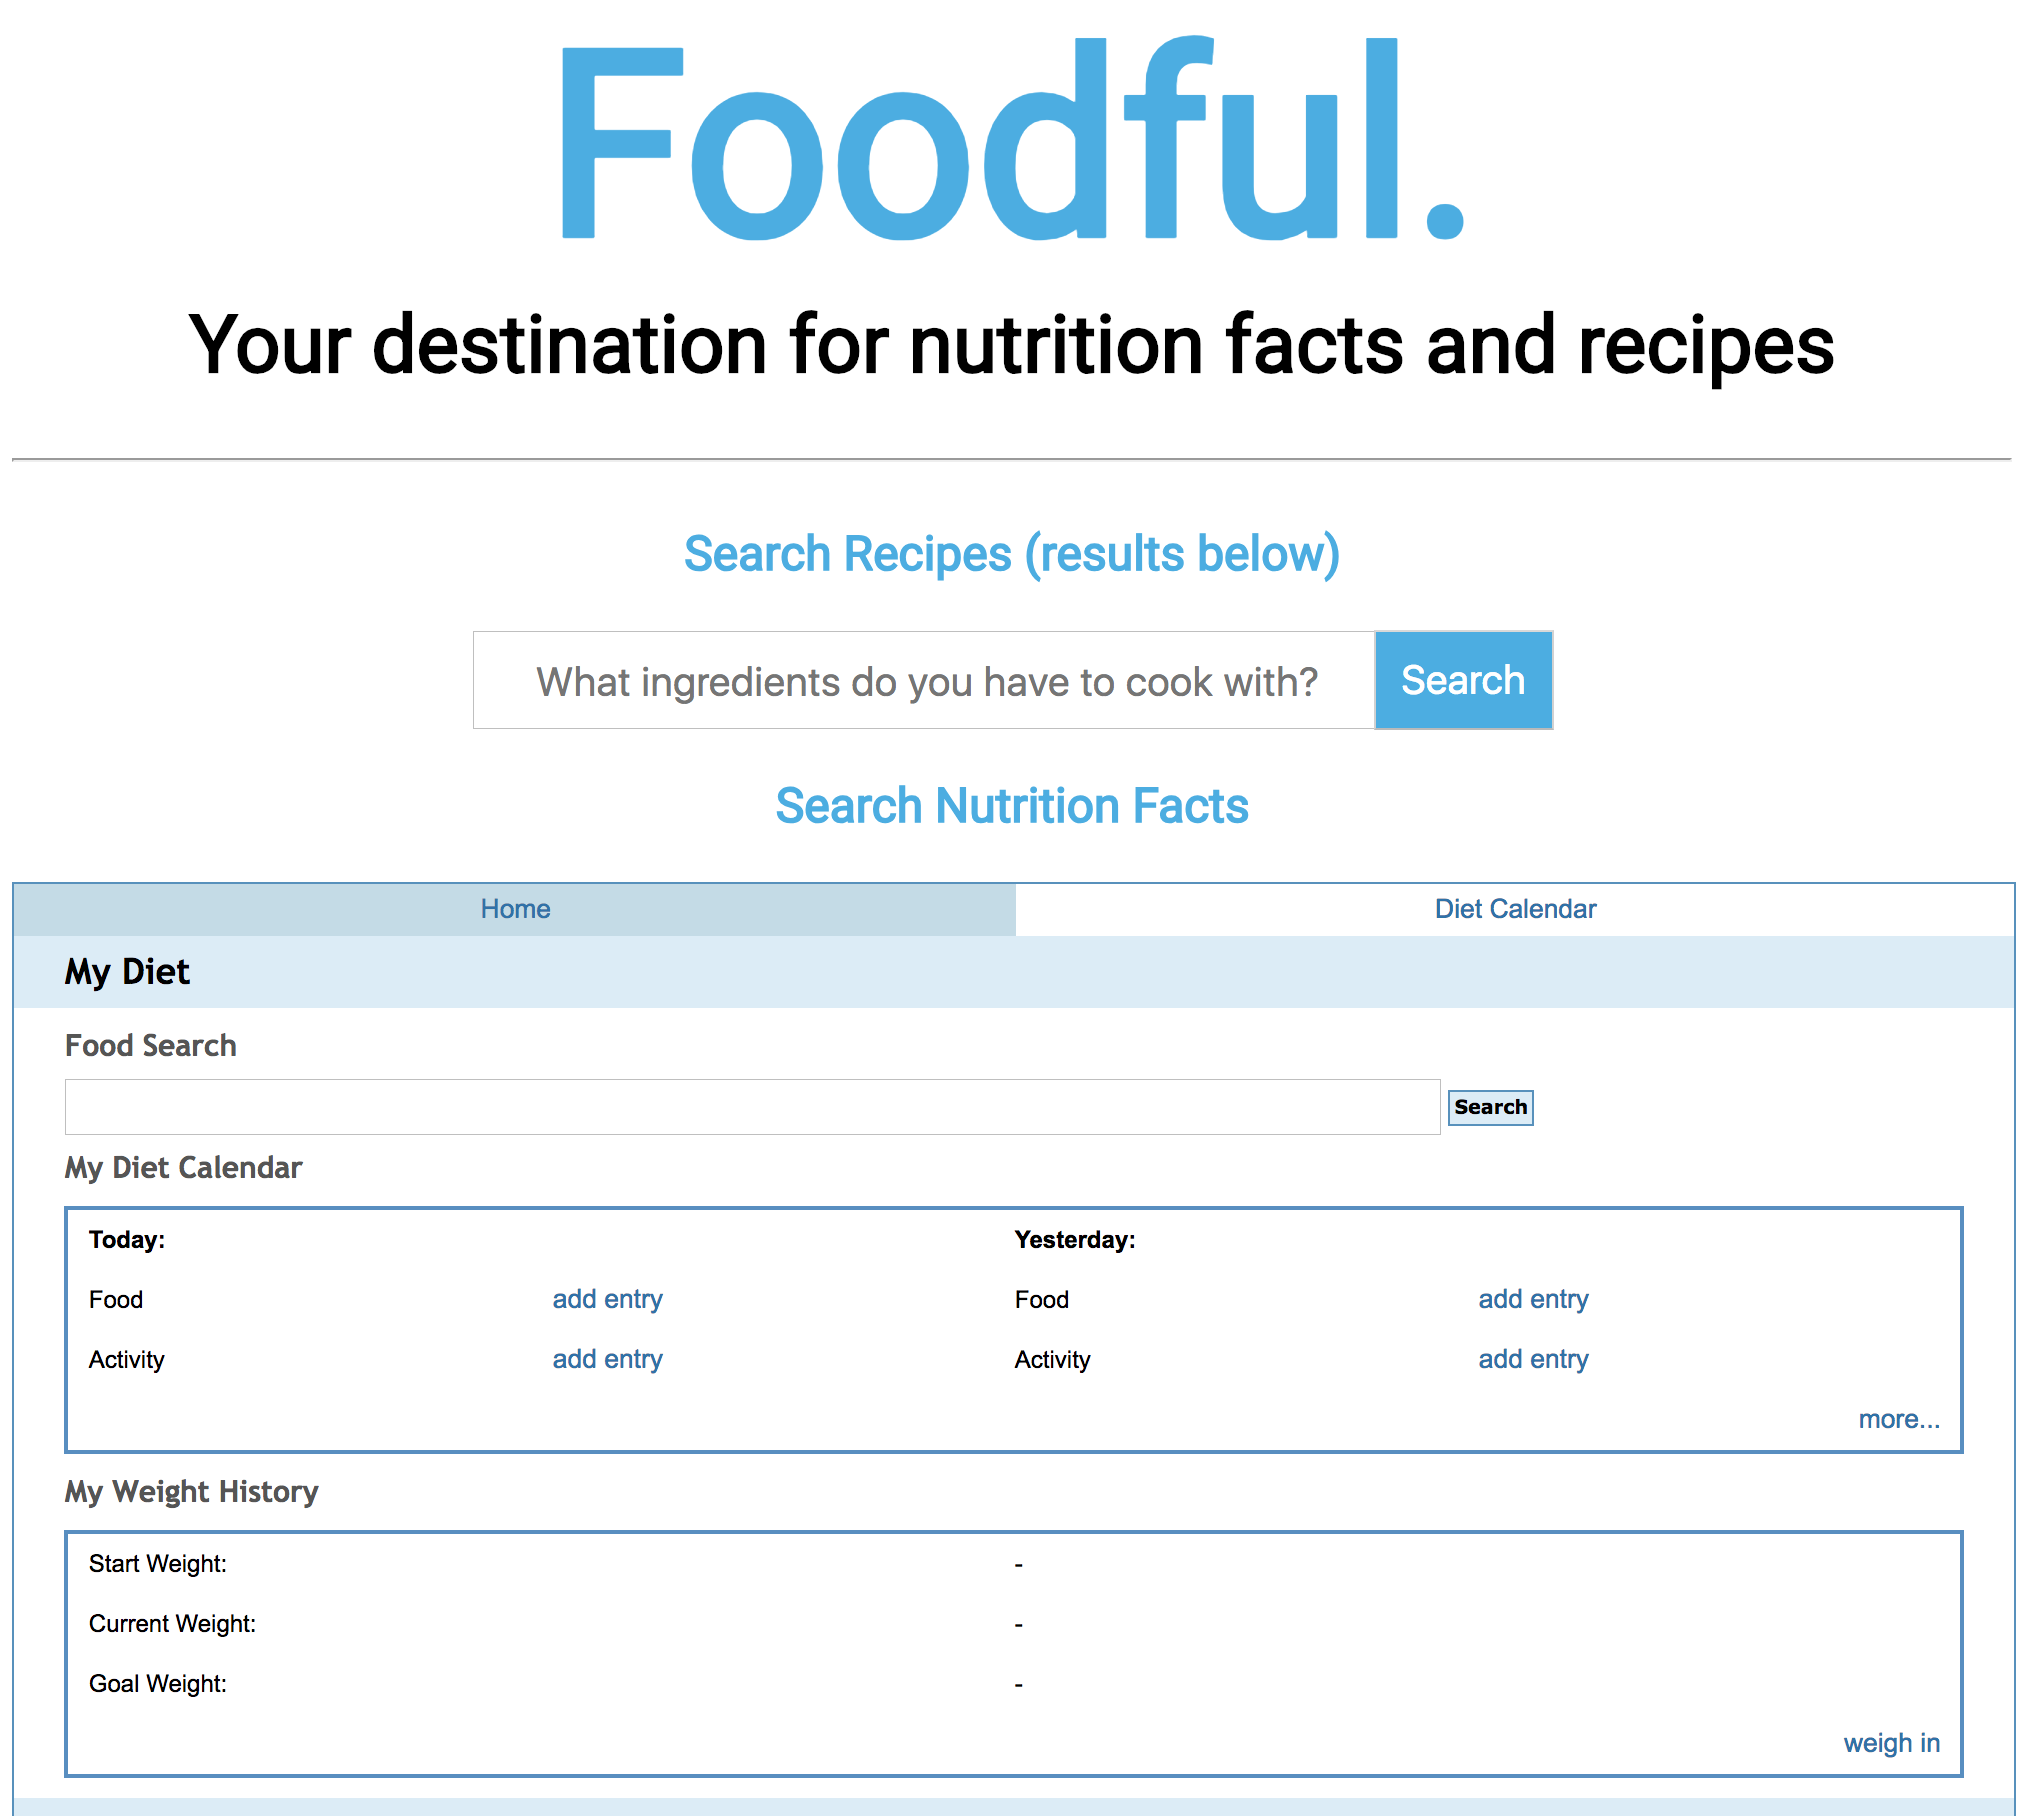 Foodful.
Your destination for nutrition facts and recipes
Search Recipes (results below)
What ingredients do you have to cook with? Search
Search Nutrition Facts
Home Diet Calendar
My Diet
Food Search
Search
My Diet Calendar
Today: Yesterday:
Food add entry Food add entry
Activity add entry Activity add entry
more...
My Weight History
Start Weight: -
Current Weight: -
Goal Weight: -
weigh in